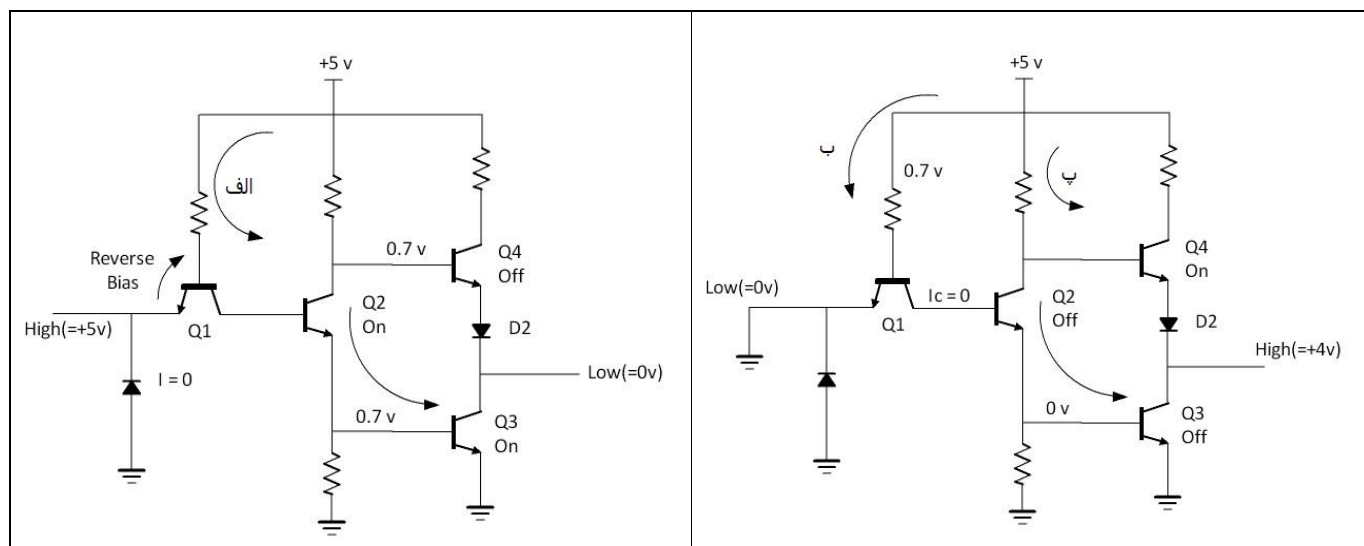 +5 v
الف
Reverse
Bias
0.7 v
Q4
Off
High(=+5v)
Q1
Q2
On
D2
I = 0
Low(=0v)
0.7 v
Q3
On
+5 v
ب
0.7 v
پ
Q4
On
Low(=0v)
Ic = 0
Q1
Q2
Off
D2
High(=+4v)
0 v
Q3
Off